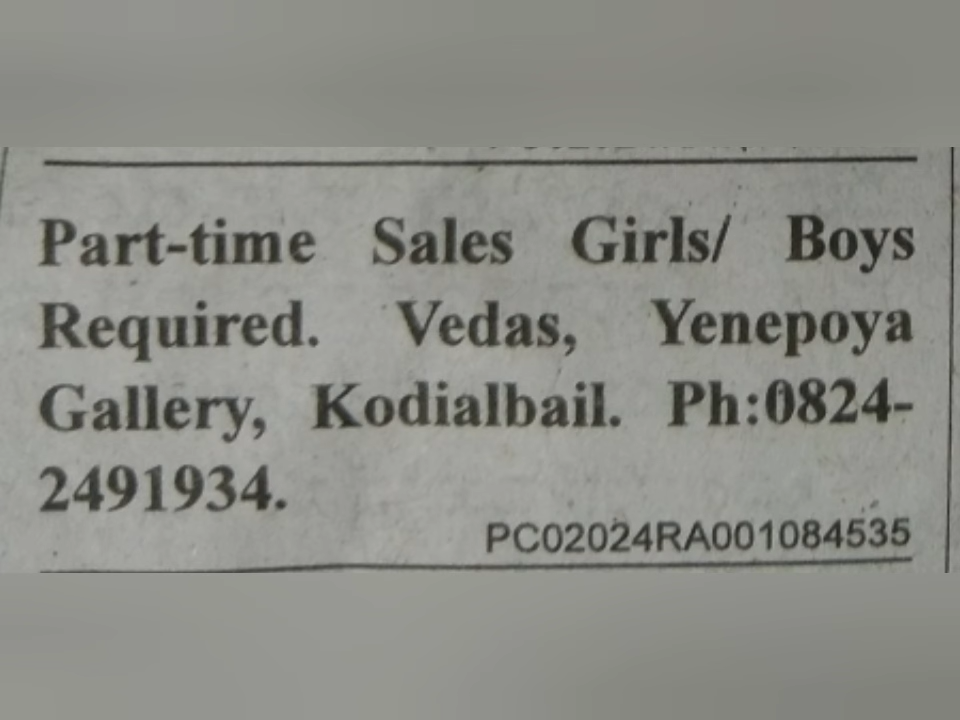 Part-time Sales Girls/ Boys
Required. Vedas, Yenepoya
Gallery, Kodialbail. Ph:0824-
2491934.
PC02024RA001084535